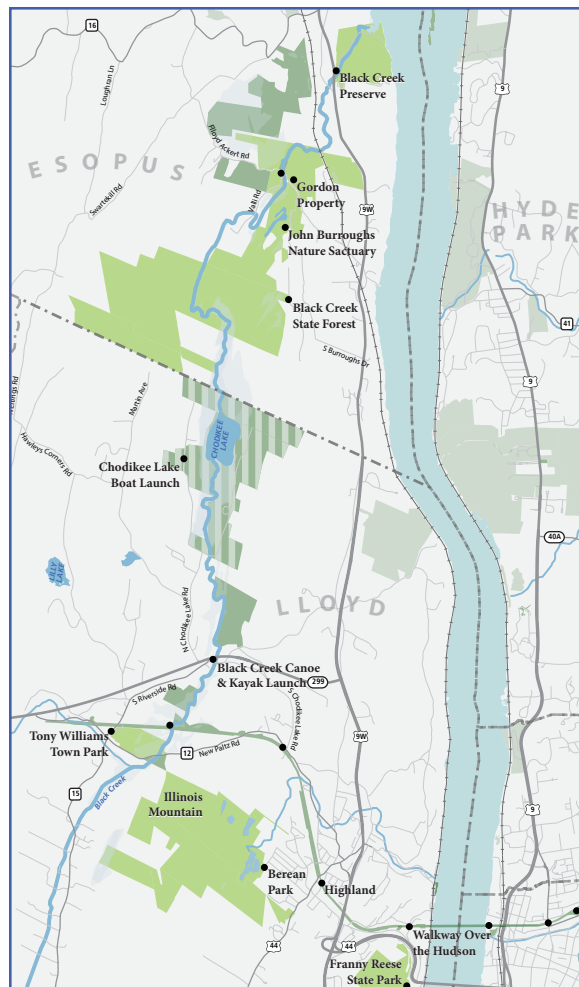 16
Loughran Ln
9
Black Creek
Preserve
Floyd Ackert Rd
ESOPUS
Swartekill Rd
Valli Rd
Gordon
Property
9W
HYDE
PARK
John Burroughs
Nature Sactuary
Black Creek
State Forest
41
S Burroughs Dr
9
Martin Ave
Hawleys Corners Rd
CHODIKEE
LAKE
Chodikee Lake
Boat Launch
40A
LILLY
LAKE
N Chodikee Lake Rd
LLOYD
Black Creek Canoe
& Kayak Launch
299
S Riverside Rd
S Chodikee Lake Rd
Tony Williams
Town Park
12
New Paltz Rd
9W
15
Black Creek
Illinois
Mountain
9
Berean
Park
Highland
44
44
Walkway Over
the Hudson
Franny Reese
State Park